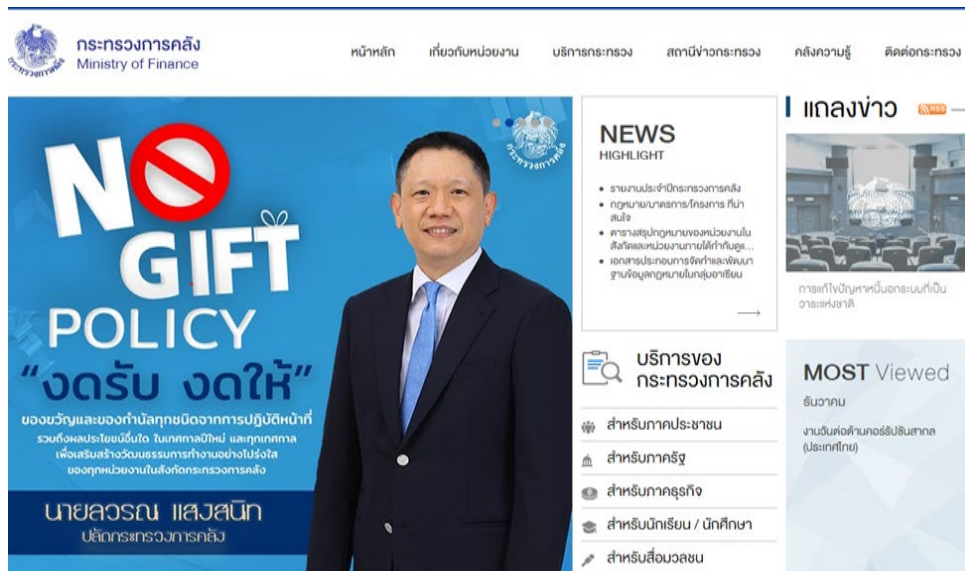 กระทรวงการคลัง
Ministry of Finance
หน้าหลัก เกี่ยวกับหน่วยงาน บริการกระทรวง สถานีข่าวกระทรวง คลังความรู้ ติดต่อกระทรวง
NO
GIFT
POLICY
“งดรับ งดให้”
ของขวัญและของกำนัลทุกชนิดจากการปฏิบัติหน้าที่
รวมถึงผลประโยชน์อื่นใด ในเทศกาลปีใหม่ และทุกเทศกาล
เพื่อเสริมสร้างวัฒนธรรมการทำงานอย่างโปร่งใส
ของทุกหน่วยงานในสังกัดกระทรวงการคลัง
นายลวรณ แสงสนิท
ปลัดกระทรวงการคลัง
กระทรวงการคลัง
NEWS
HIGHLIGHT
รายงานประจำปีกระทรวงการคลัง
กฎหมาย/มาตรการ/โครงการ ที่น่า
สนใจ
ตารางสรุปกฎหมายของหน่วยงานใน
สังกัดและหน่วยงานภายใต้กำกับดูแ...
เอกสารประกอบการจัดทำและพัฒนา
ฐานข้อมูลกฎหมายในกลุ่มอาเซียน
บริการของ
กระทรวงการคลัง
สำหรับภาคประชาชน
สำหรับภาครัฐ
สำหรับภาคธุรกิจ
สำหรับนักเรียน / นักศึกษา
สำหรับสื่อมวลชน
แถลงข่าว RSS
การแก้ไขปัญหาหนี้นอกระบบที่เป็น
วาระแห่งชาติ
MOST Viewed
ธันวาคม
งานวันต่อต้านคอร์รัปชันสากล
(ประเทศไทย)